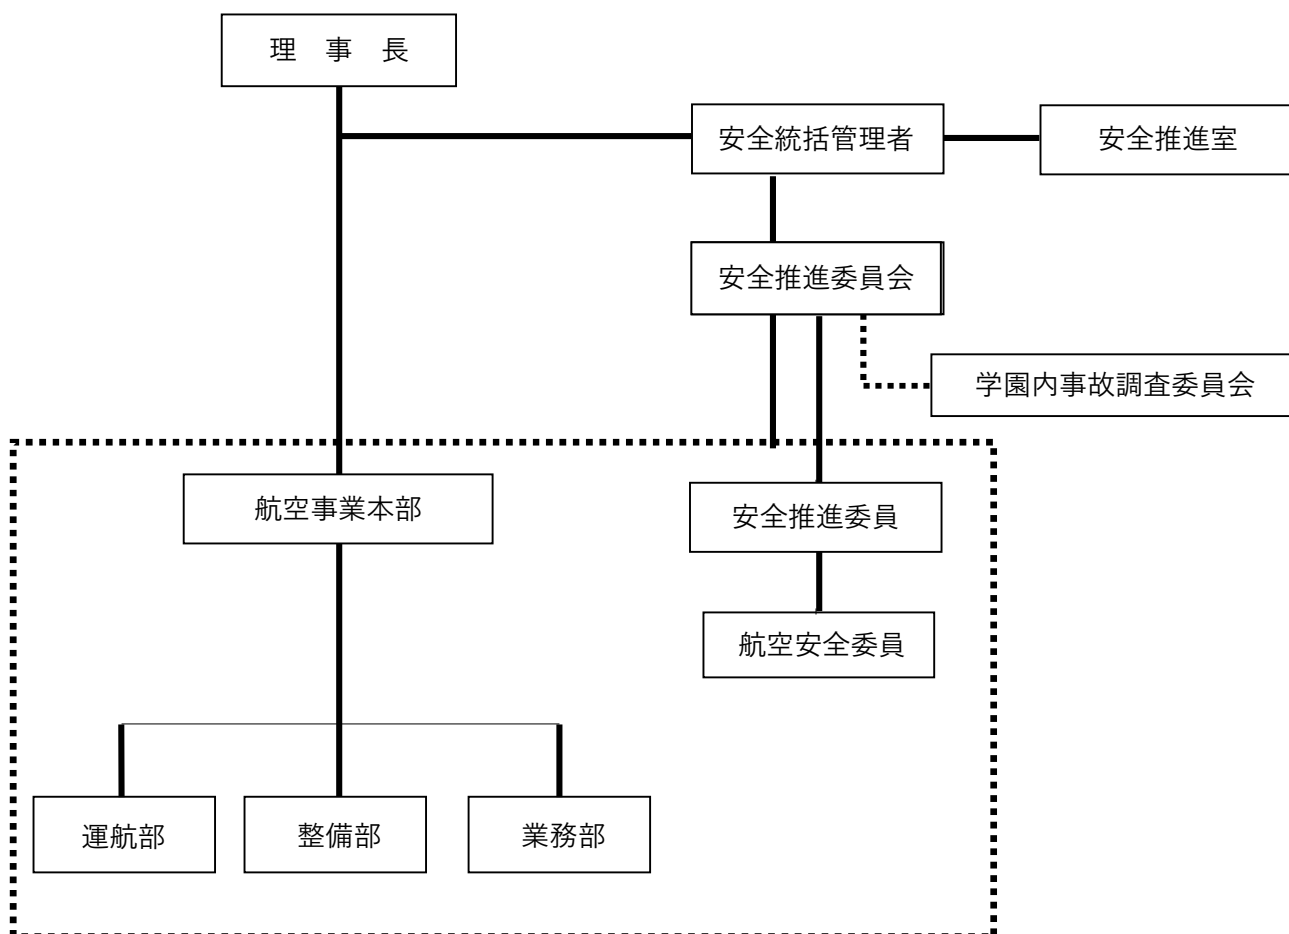 理　事　長
安全統括管理者
安全推進室
安全推進委員会
学園内事故調査委員会
航空事業本部
安全推進委員
航空安全委員
運航部
整備部
業務部